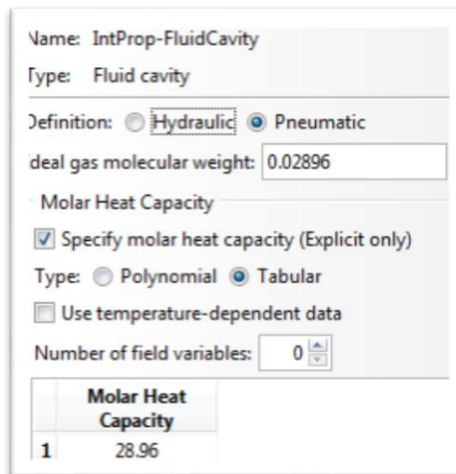 Name: IntProp-FluidCavity
Type: Fluid cavity
Definition: Hydraulic Pneumatic
Ideal gas molecular weight: 0.02896
Molar Heat Capacity
Specify molar heat capacity (Explicit only)
Type: Polynomial Tabular
Use temperature-dependent data
Number of field variables: 0
Molar Heat
Capacity
1 28.96